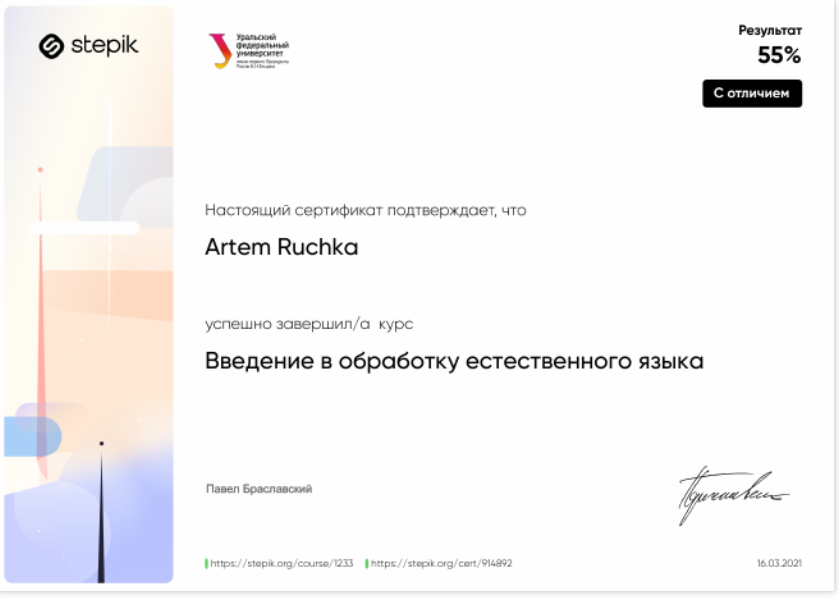 stepik
Уральский
федеральный
университет
имени первого Президента
России Б.Н.Ельцина
Результат
55%
С отличием
Настоящий сертификат подтверждает, что
Artem Ruchka
успешно завершил/а курс
Введение в обработку естественного языка
Павел Браславский
https://stepik.org/course/1233 https://stepik.org/cert/914892
16.03.2021